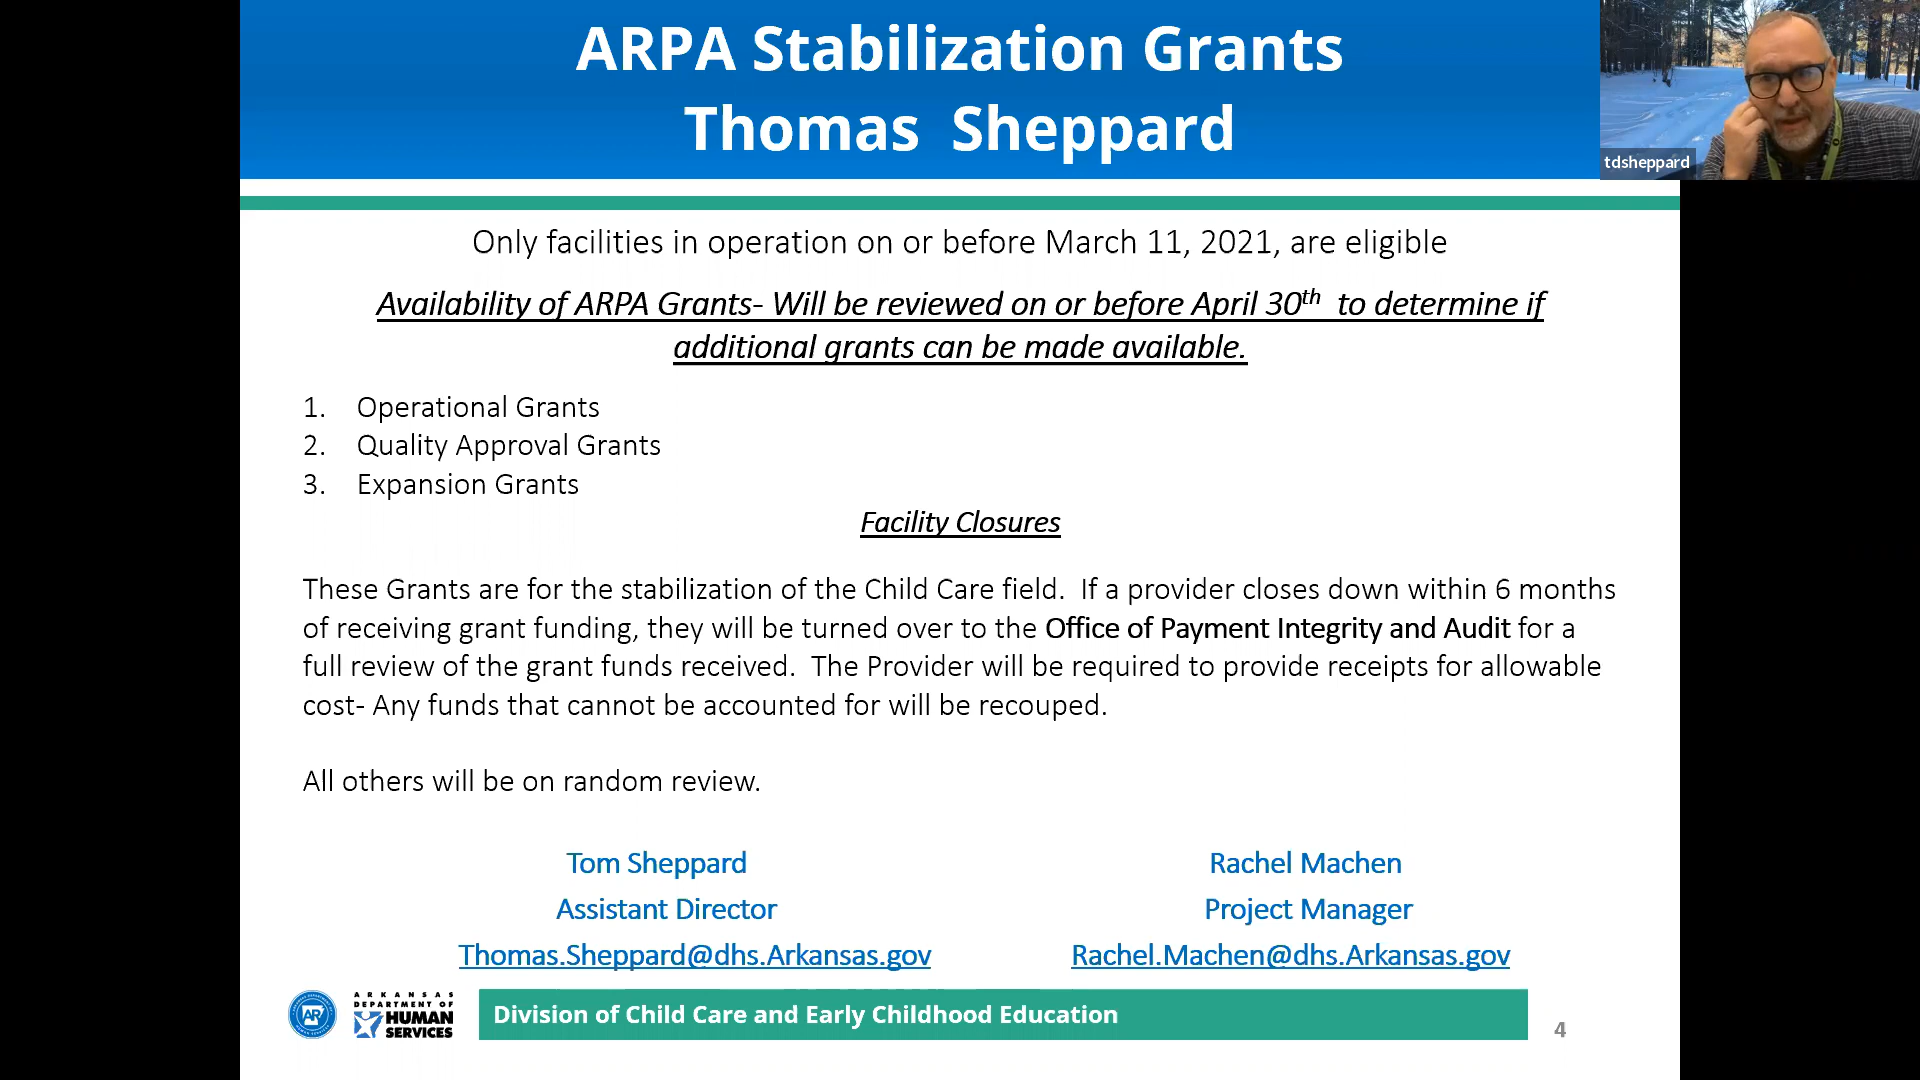 ARPA Stabilization Grants
Thomas Sheppard
tdsheppard
Only facilities in operation on or before March 11, 2021, are eligible
Availability of ARPA Grants- Will be reviewed on or before April 30th to determine if
additional grants can be made available.
1. Operational Grants
2. Quality Approval Grants
3. Expansion Grants
Facility Closures
These Grants are for the stabilization of the Child Care field. If a provider closes down within 6 months
of receiving grant funding, they will be turned over to the Office of Payment Integrity and Audit for a
full review of the grant funds received. The Provider will be required to provide receipts for allowable
cost- Any funds that cannot be accounted for will be recouped.
All others will be on random review.
Tom Sheppard
Assistant Director
Thomas.Sheppard@dhs.Arkansas.gov
Rachel Machen
Project Manager
Rachel.Machen@dhs.Arkansas.gov
AR
ARKANSAS
DEPARTMENT OF
HUMAN
SERVICES
Division of Child Care and Early Childhood Education
4